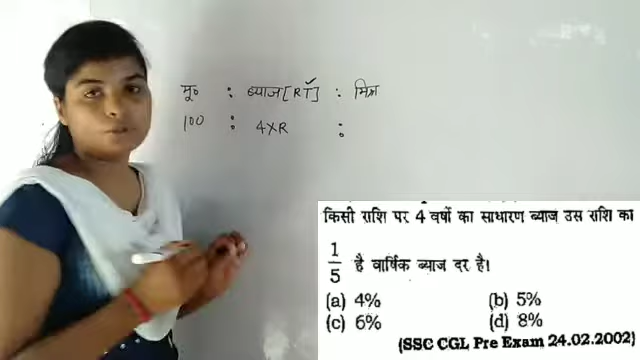 मू० : ब्याज [RT] : मिश्र
100 : 4XR :
किसी राशि पर 4 वर्षो का साधारण ब्याज उस राशि का
1/5 है वार्षिक ब्याज दर है।
(a) 4% (b) 5%
(c) 6% (d) 8%
(SSC CGL Pre Exam 24.02.2002)